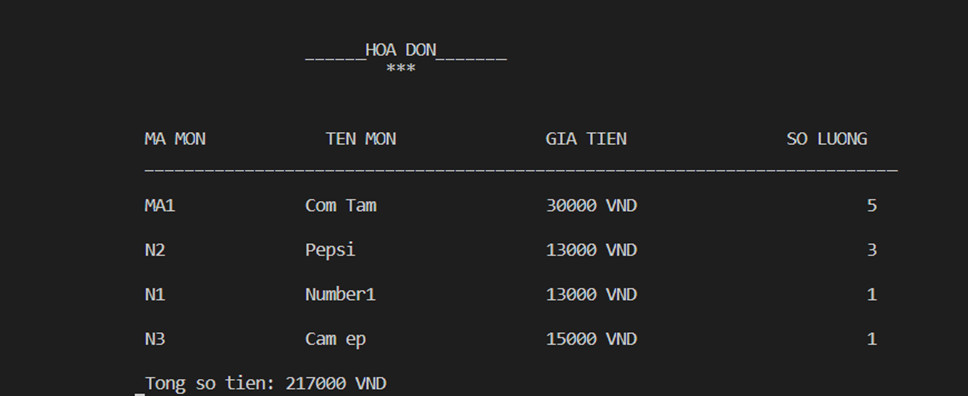 ______HOA DON_______
***
MA MON TEN MON GIA TIEN SO LUONG
___________________________________________________________________________
MA1 Com Tam 30000 VND 5
N2 Pepsi 13000 VND 3
N1 Number1 13000 VND 1
N3 Cam ep 15000 VND 1
Tong so tien: 217000 VND